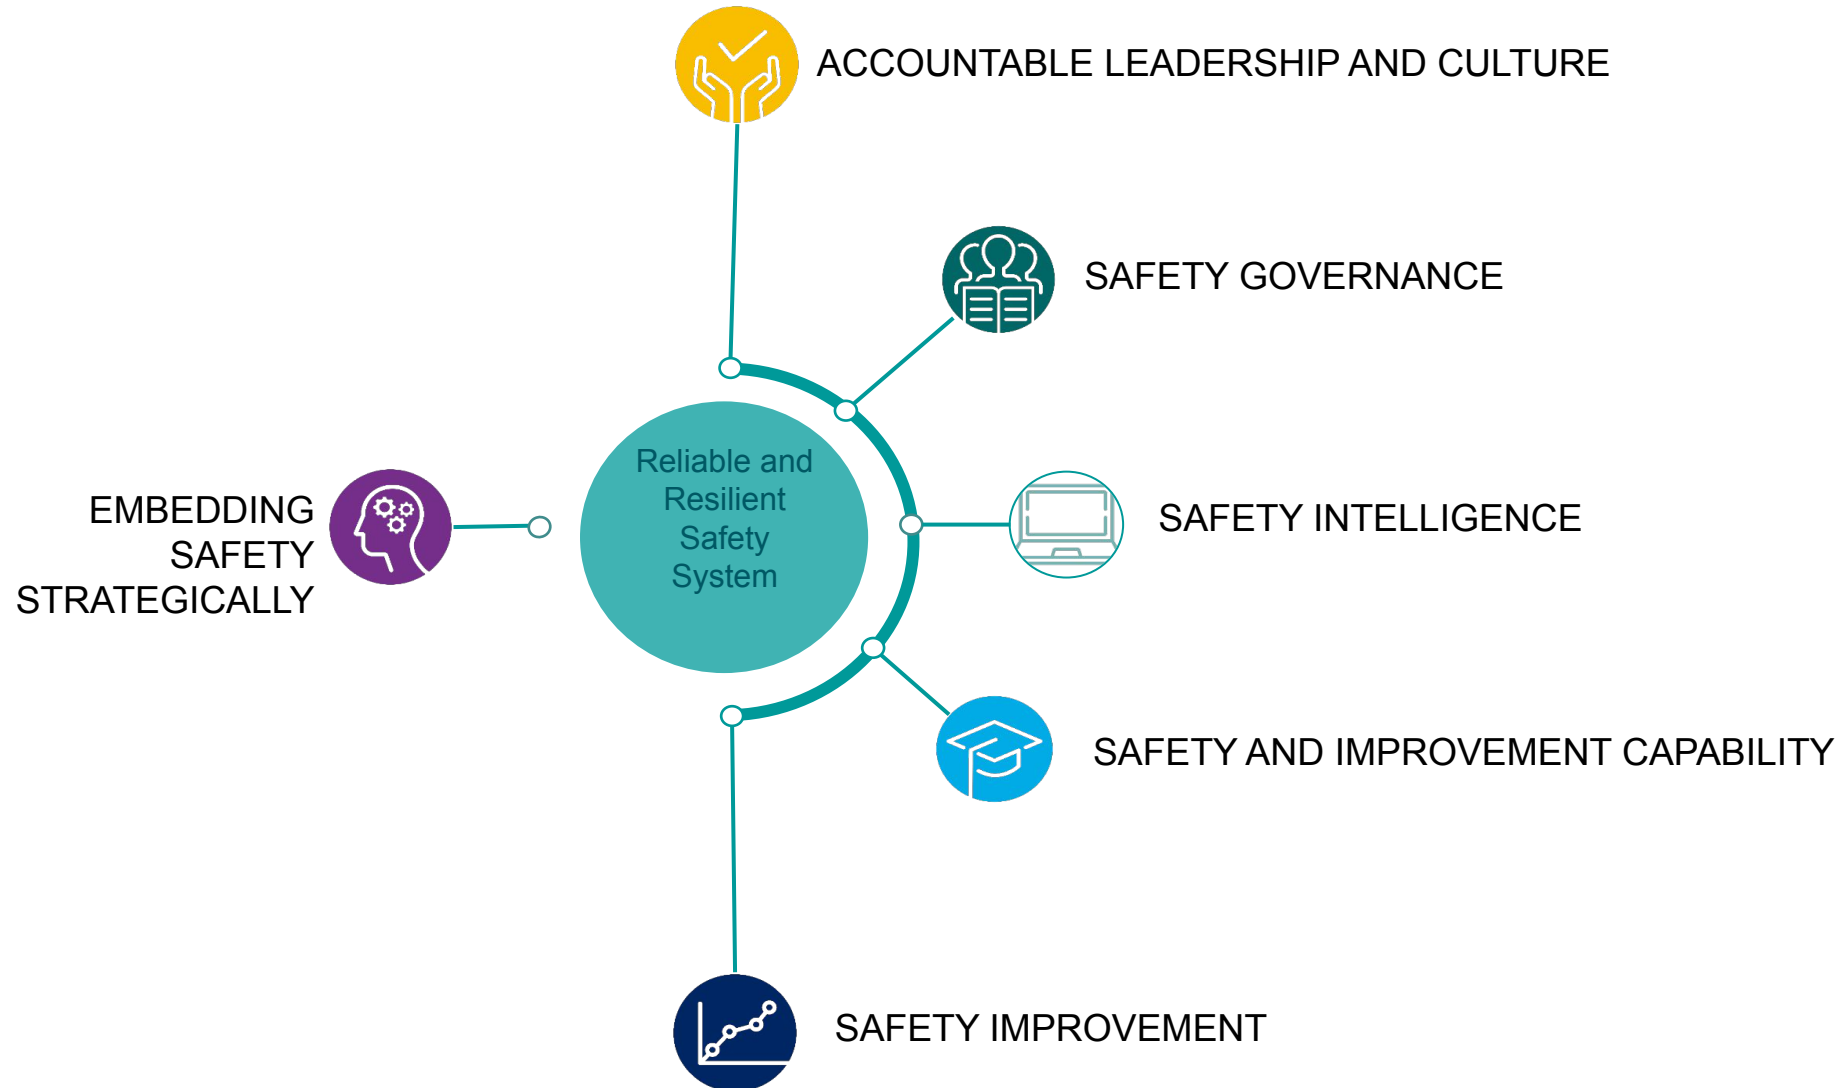 ACCOUNTABLE LEADERSHIP AND CULTURE
SAFETY GOVERNANCE
Reliable and
Resilient
Safety
System
EMBEDDING
SAFETY
STRATEGICALLY
SAFETY INTELLIGENCE
SAFETY AND IMPROVEMENT CAPABILITY
SAFETY IMPROVEMENT